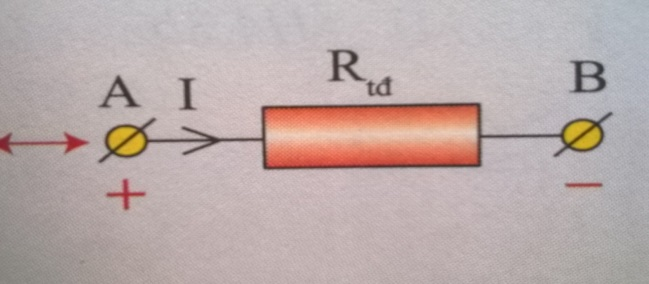 A I R_tđ B
+ −